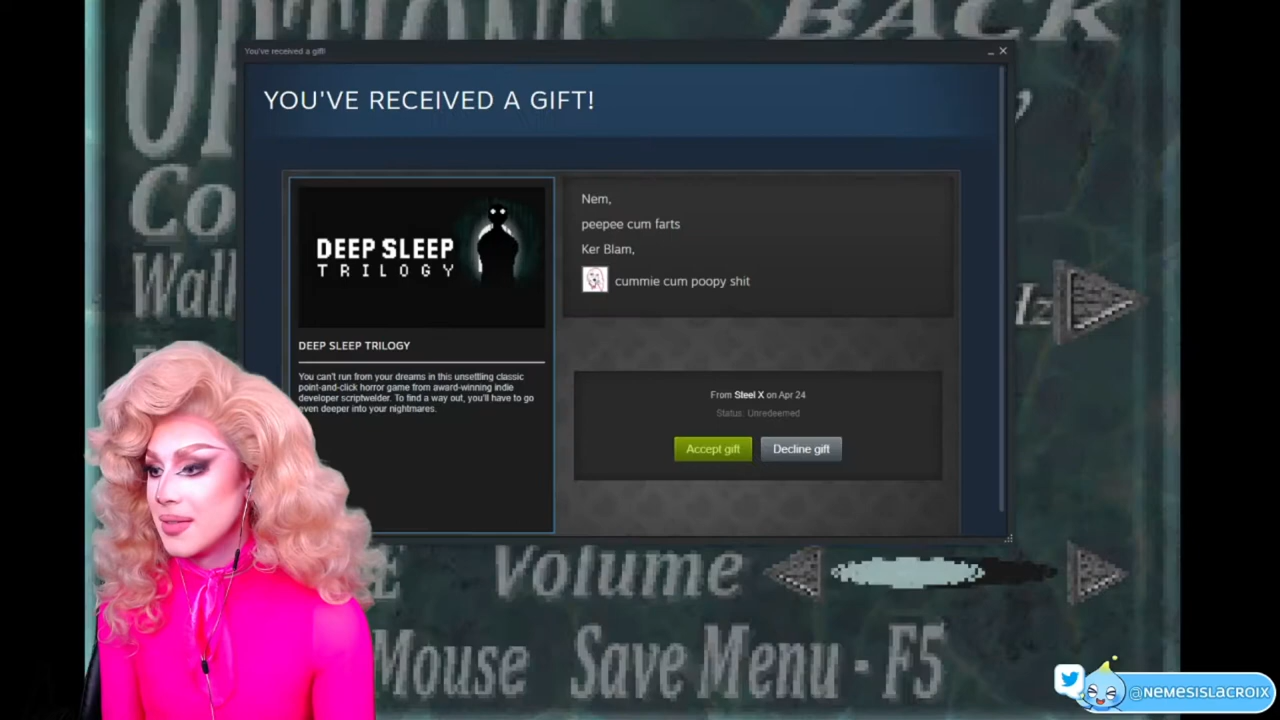 OPTIONS
BACK
You've received a gift!
YOU'VE RECEIVED A GIFT!
Co
Wall
DEEP SLEEP
TRILOGY
Nem,
peepee cum farts
Ker Blam,
cummie cum poopy shit
DEEP SLEEP TRILOGY
You can't run from your dreams in this unsettling classic
point-and-click horror game from award-winning indie
developer scriptwelder. To find a way out, you'll have to go
even deeper into your nightmares.
From Steel X on Apr 24
Status: Unredeemed
Accept gift
Decline gift
Volume
Mouse
Save Menu - F5
@NEMESISLACROIX